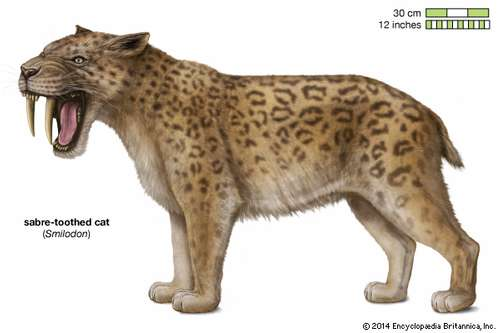 30 cm
12 inches
sabre-toothed cat
(Smilodon)
© 2014 Encyclopædia Britannica, Inc.